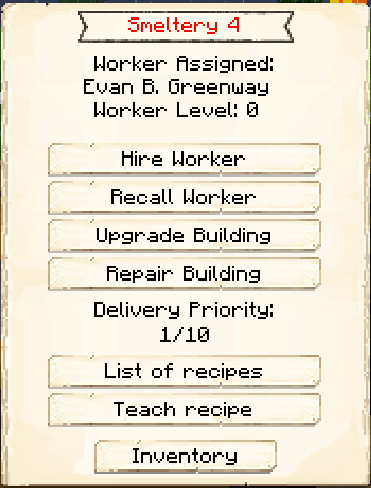 Smeltery 4
Worker Assigned:
Evan B. Greenway
Worker Level: 0
Hire Worker
Recall Worker
Upgrade Building
Repair Building
Delivery Priority:
1/10
List of recipes
Teach recipe
Inventory